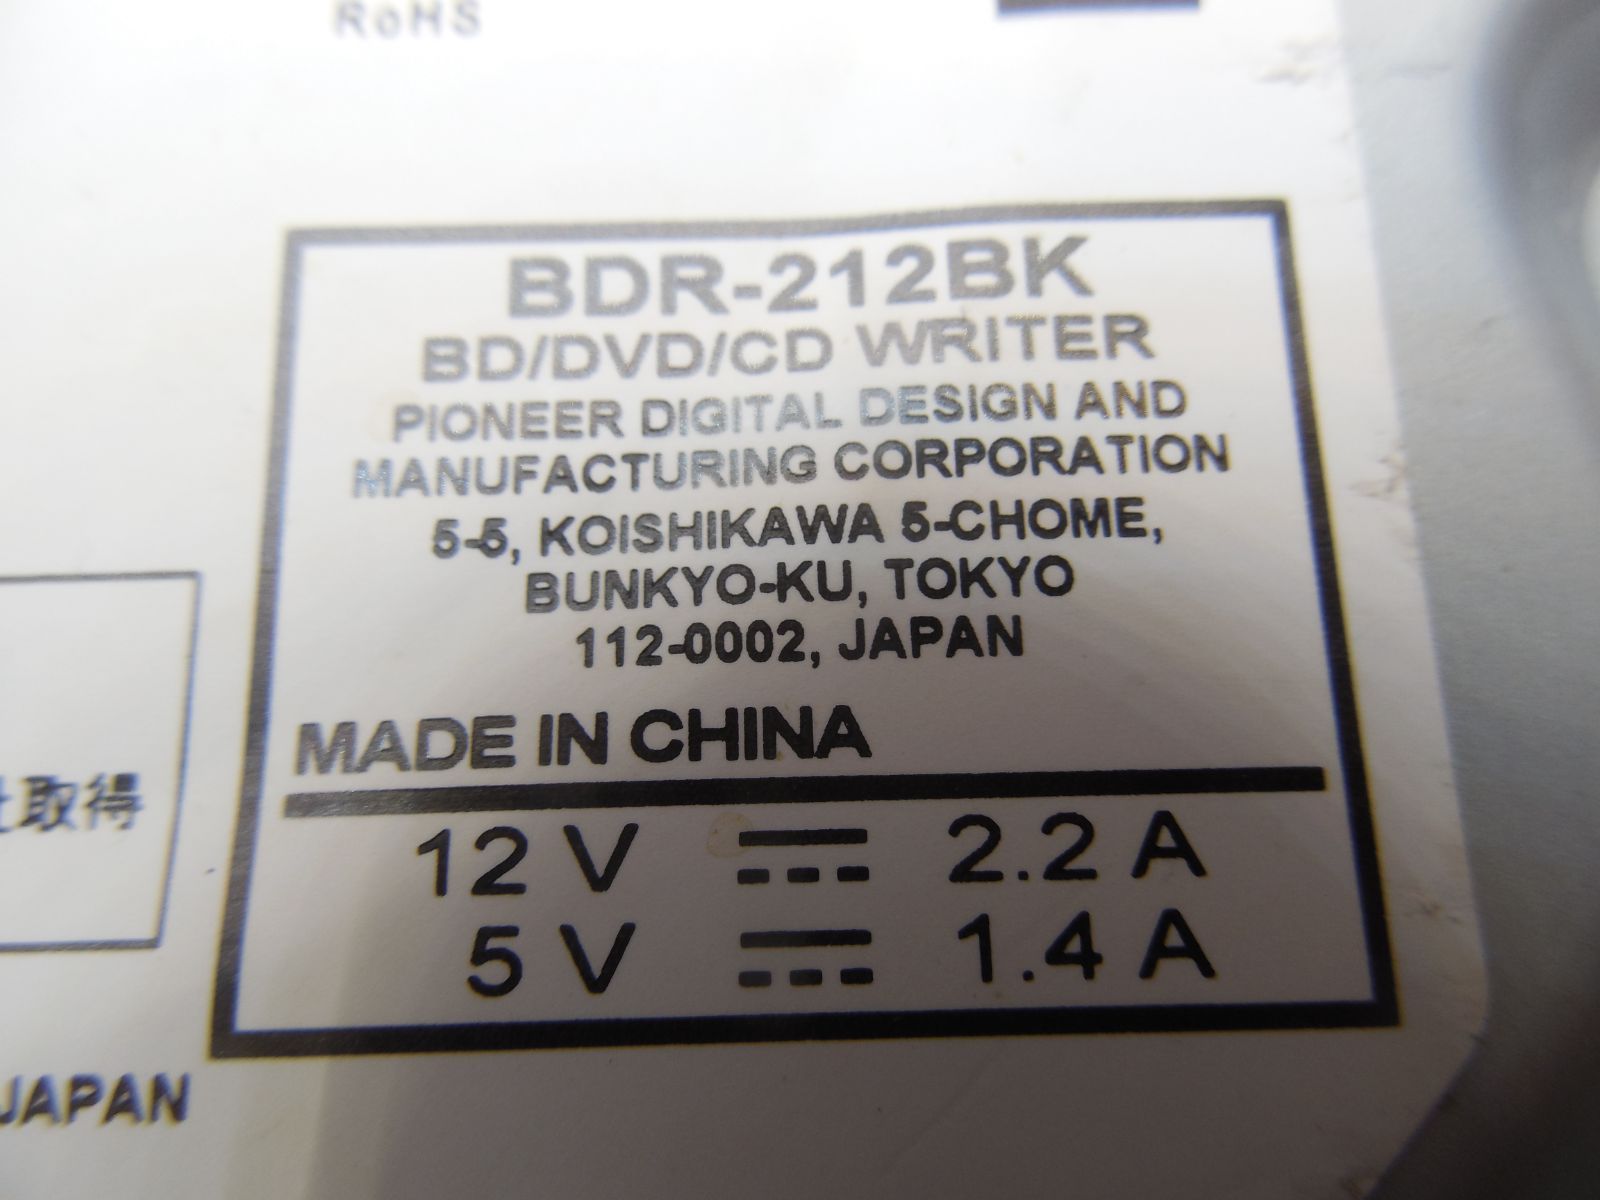 RoHS
BDR-212BK
BD/DVD/CD WRITER
PIONEER DIGITAL DESIGN AND
MANUFACTURING CORPORATION
5-5, KOISHIKAWA 5-CHOME,
BUNKYO-KU, TOKYO
112-0002, JAPAN
MADE IN CHINA
12 V ⎓ 2.2 A
5 V ⎓ 1.4 A
取得
JAPAN